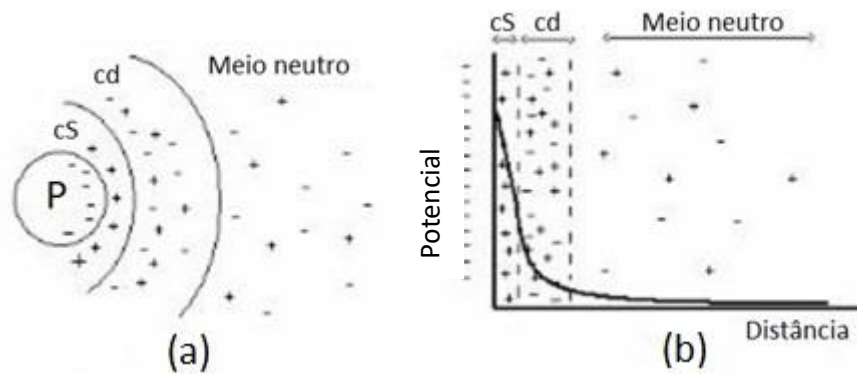 cd
Meio neutro
cS
P
(a)
cS cd Meio neutro
Potencial
Distância
(b)